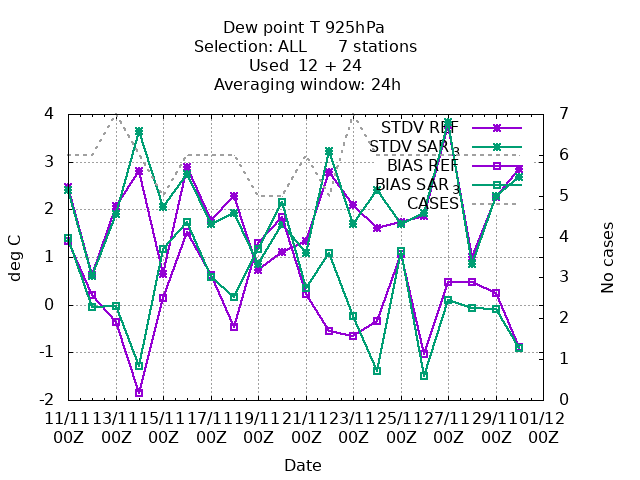 Dew point T 925hPa
Selection: ALL      7 stations
Used  12 + 24
Averaging window: 24h
4
3
2
1
0
-1
-2
7
6
5
4
3
2
1
0
deg C
No cases
STDV REF
STDV SAR_3
BIAS REF
BIAS SAR_3
CASES
11/11 13/11 15/11 17/11 19/11 21/11 23/11 25/11 27/11 29/11 01/12
00Z 00Z 00Z 00Z 00Z 00Z 00Z 00Z 00Z 00Z 00Z
Date